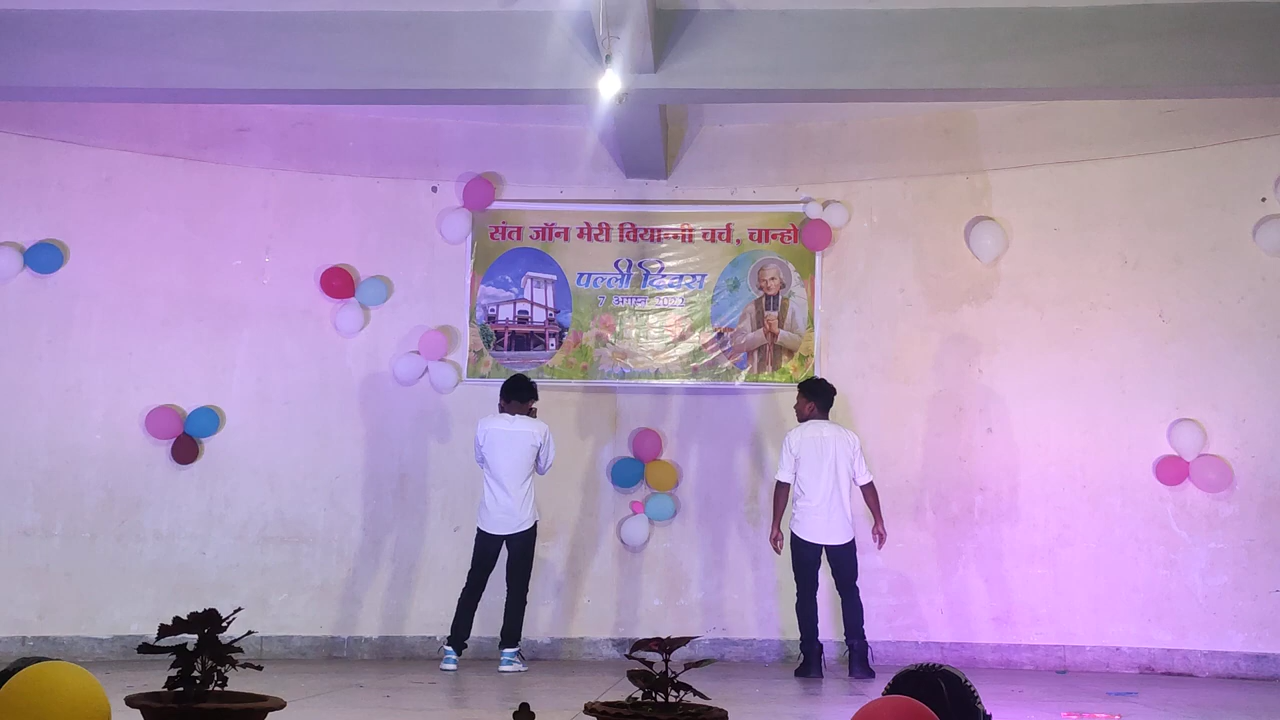 संत जॉन मेरी वियान्नी चर्च, चान्हो
पल्ली दिवस
7 अगस्त 2022